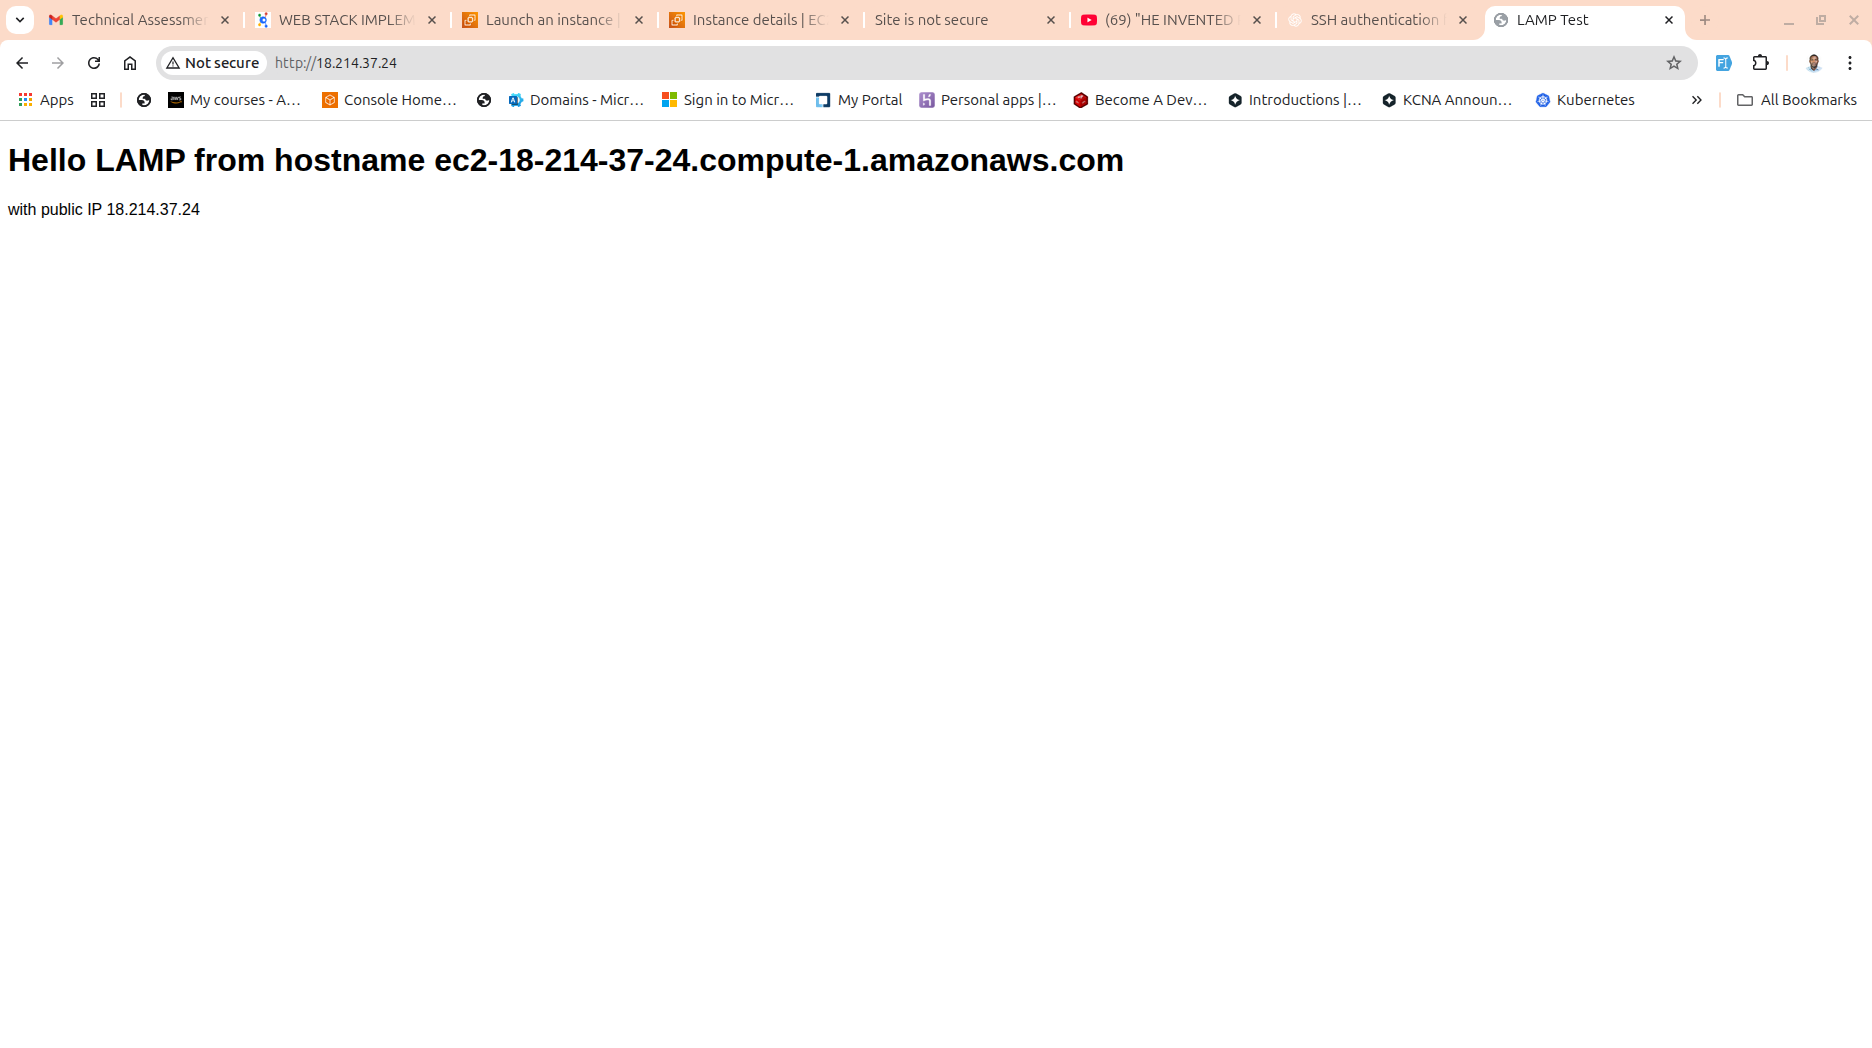 Technical Assessme
WEB STACK IMPLEM
Launch an instance |
Instance details | EC
Site is not secure
(69) "HE INVENTED
SSH authentication
LAMP Test
Not secure
http://18.214.37.24
Apps
My courses - A...
Console Home...
Domains - Micr...
Sign in to Micr...
My Portal
Personal apps |...
Become A Dev...
Introductions |...
KCNA Announ...
Kubernetes
All Bookmarks
Hello LAMP from hostname ec2-18-214-37-24.compute-1.amazonaws.com
with public IP 18.214.37.24